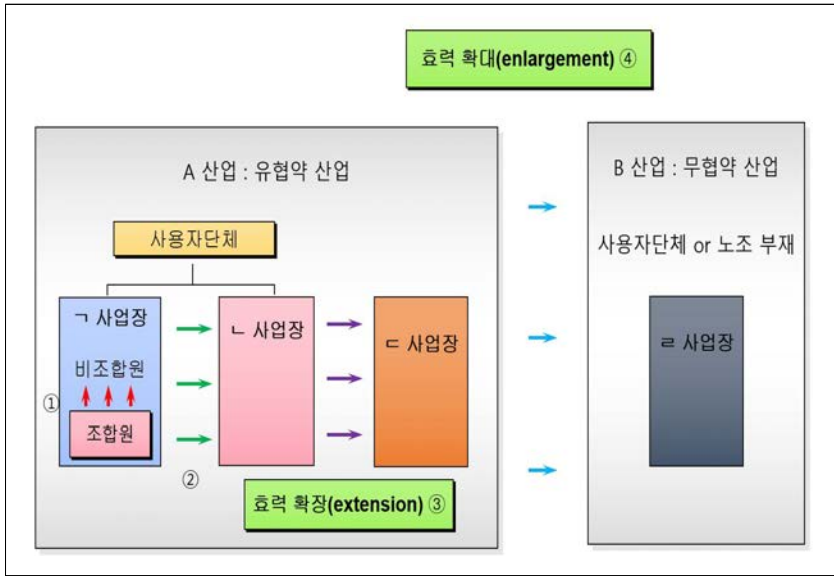 효력 확대(enlargement) ④
A 산업 : 유협약 산업
B 산업 : 무협약 산업
사용자단체
사용자단체 or 노조 부재
ㄱ 사업장
ㄴ 사업장
ㄷ 사업장
ㄹ 사업장
비조합원
①
조합원
②
효력 확장(extension) ③